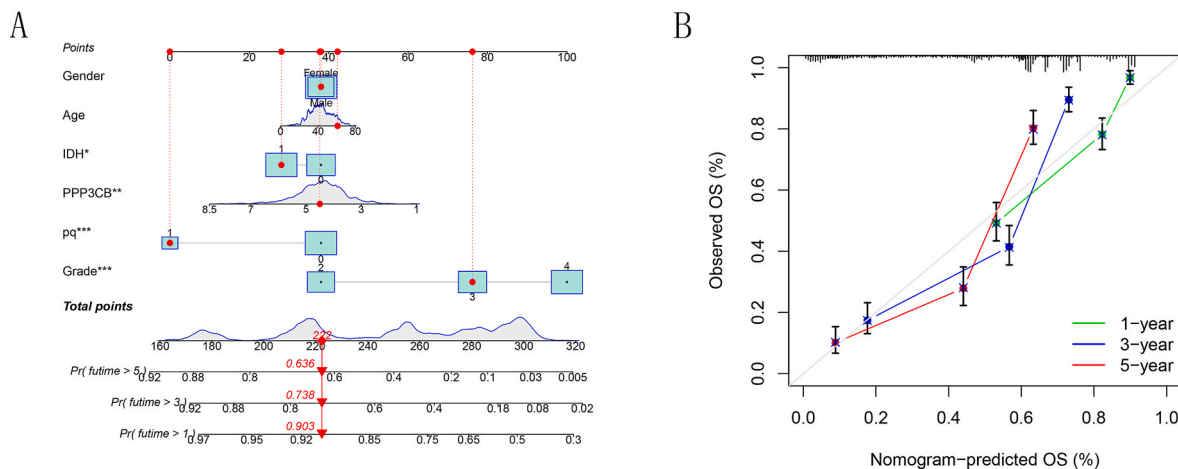 A
Points
0 20 40 60 80 100
Gender
Female
Male
Age
0 40 80
IDH*
1
0
PPP3CB**
8.5 7 5 3 1
pq***
1
0
Grade***
2
3
4
Total points
222
160 180 200 220 240 260 280 300 320
0.636
Pr( futime > 5 )
0.92 0.88 0.8 0.6 0.4 0.2 0.1 0.03 0.005
0.738
Pr( futime > 3 )
0.92 0.88 0.8 0.6 0.4 0.18 0.08 0.02
0.903
Pr( futime > 1 )
0.97 0.95 0.92 0.85 0.75 0.65 0.5 0.3
B
Observed OS (%)
1.0
0.8
0.6
0.4
0.2
0.0
0.0 0.2 0.4 0.6 0.8 1.0
Nomogram−predicted OS (%)
1−year
3−year
5−year